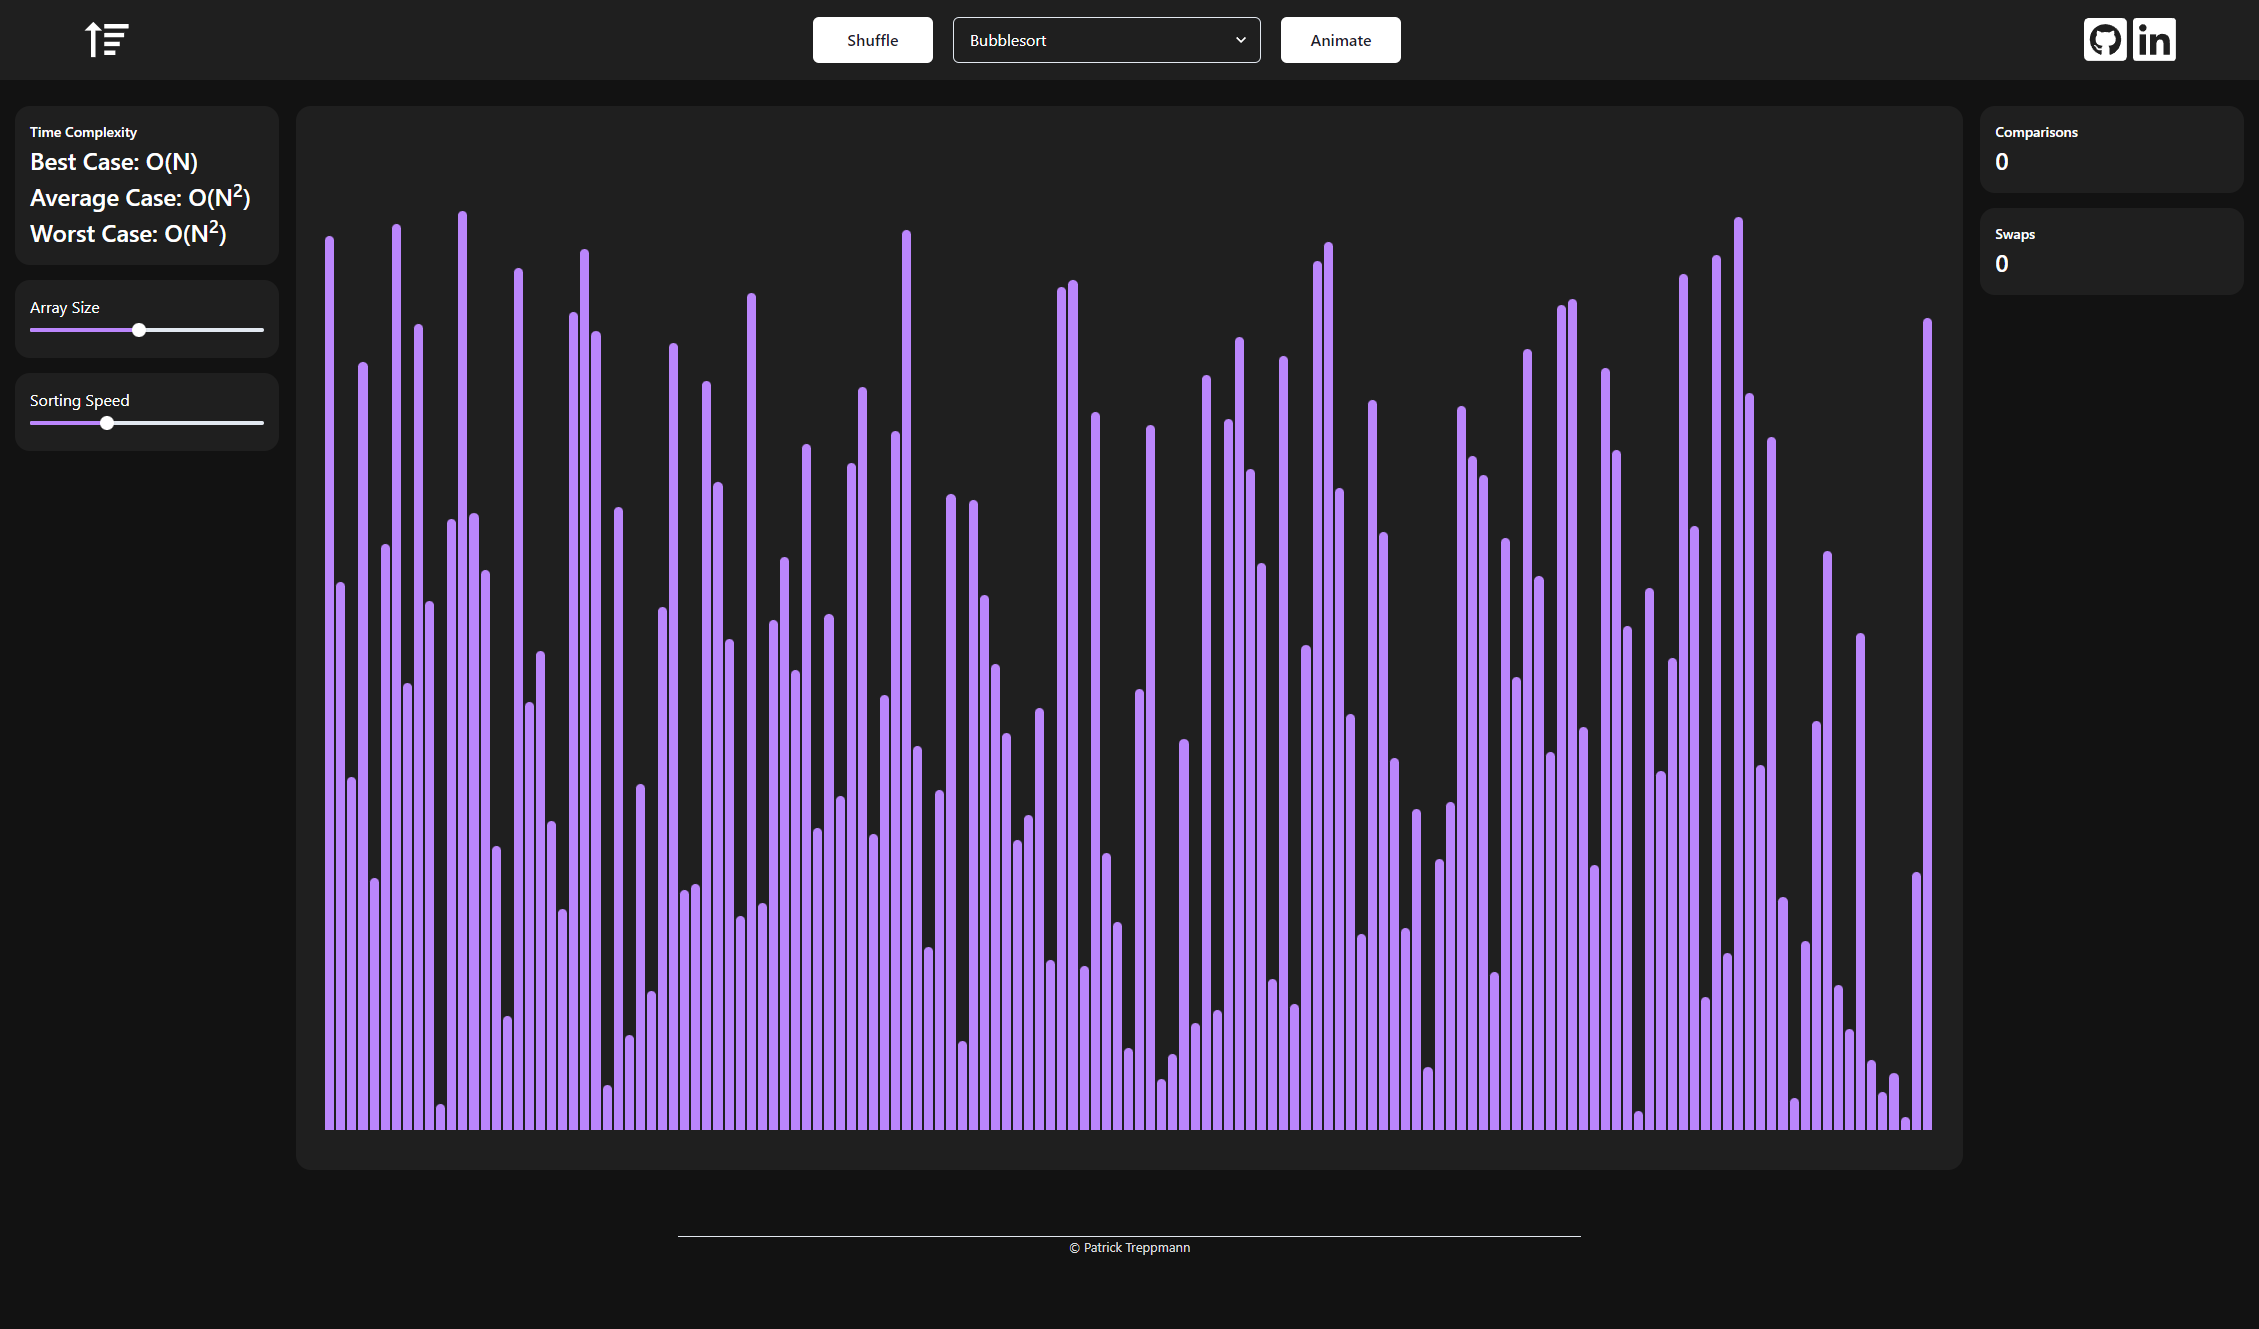 Shuffle
Bubblesort
Animate
Time Complexity
Best Case: O(N)
Average Case: O(N²)
Worst Case: O(N²)
Array Size
Sorting Speed
Comparisons
0
Swaps
0
© Patrick Treppmann